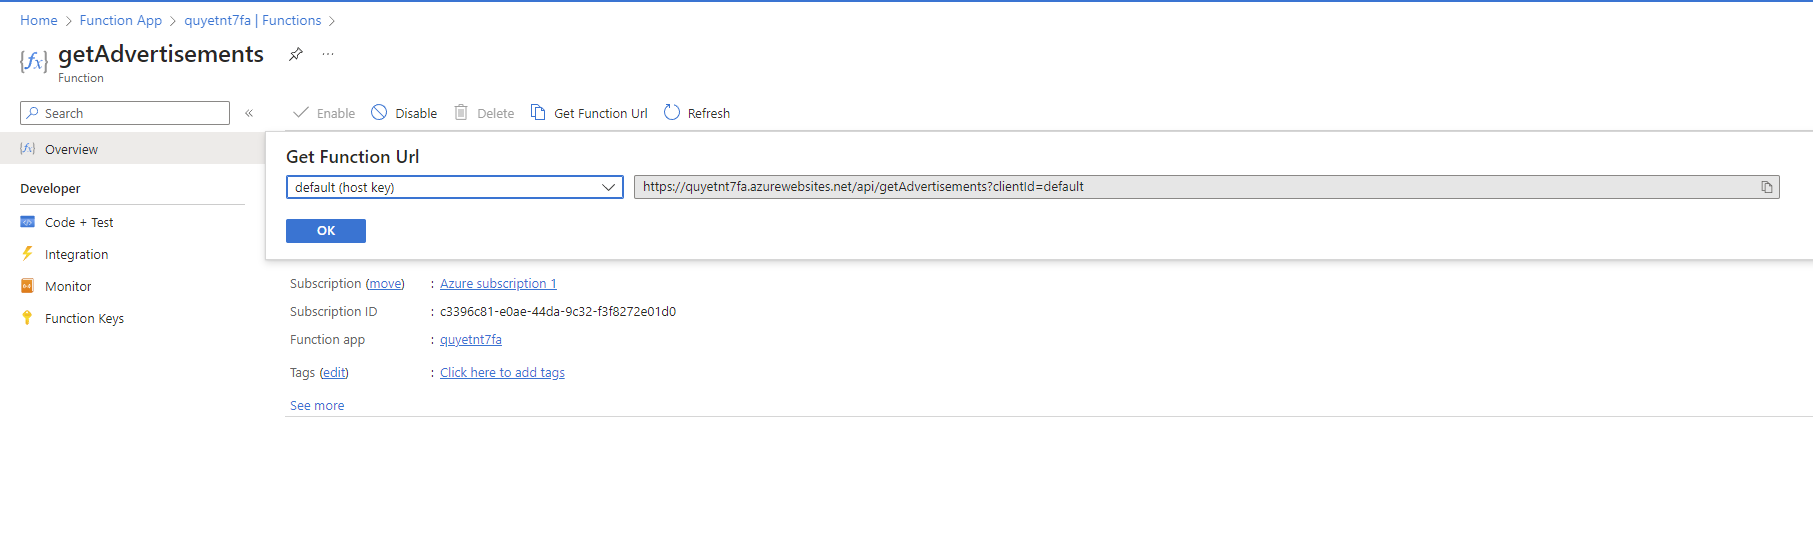 Home > Function App > quyetnt7fa | Functions >
{fx} getAdvertisements ···
Function
Search «
Enable Disable Delete Get Function Url Refresh
{fx} Overview
Get Function Url
default (host key) https://quyetnt7fa.azurewebsites.net/api/getAdvertisements?clientId=default
OK
Developer
Code + Test
Integration
Monitor
Function Keys
Subscription (move) : Azure subscription 1
Subscription ID : c3396c81-e0ae-44da-9c32-f3f8272e01d0
Function app : quyetnt7fa
Tags (edit) : Click here to add tags
See more